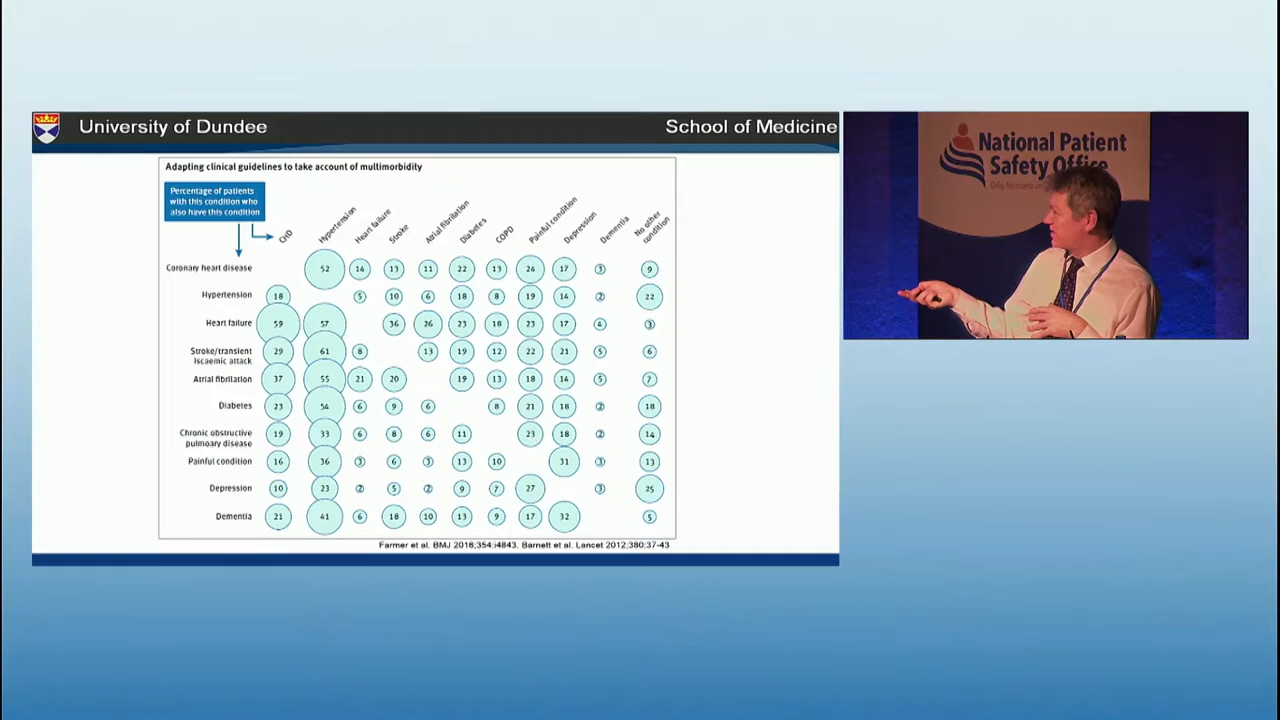 University of Dundee
School of Medicine
Adapting clinical guidelines to take account of multimorbidity
Percentage of patients
with this condition who
also have this condition
CHD
Hypertension
Heart failure
Stroke
Atrial fibrilation
Diabetes
COPD
Painful condition
Depression
Dementia
No other
condition
Coronary heart disease 52 14 13 11 22 13 24 17 3 9
Hypertension 18 5 10 6 18 8 19 14 2 22
Heart failure 59 57 36 26 23 18 23 17 4 3
Stroke/transient
iscaemic attack 29 61 8 13 19 12 22 21 5 6
Atrial fibrilation 37 55 21 20 19 13 18 14 5 7
Diabetes 23 54 6 9 6 8 21 18 2 18
Chronic obstructive
pulmoary disease 19 33 6 8 6 11 23 18 2 14
Painful condition 16 36 3 6 3 13 10 31 3 13
Depression 10 23 2 5 2 9 7 27 3 25
Dementia 21 41 6 18 10 13 9 17 32 5
Farmer et al, BMJ 2016;354:i4843. Barnett et al. Lancet 2012;380:37-43
National Patient
Safety Office